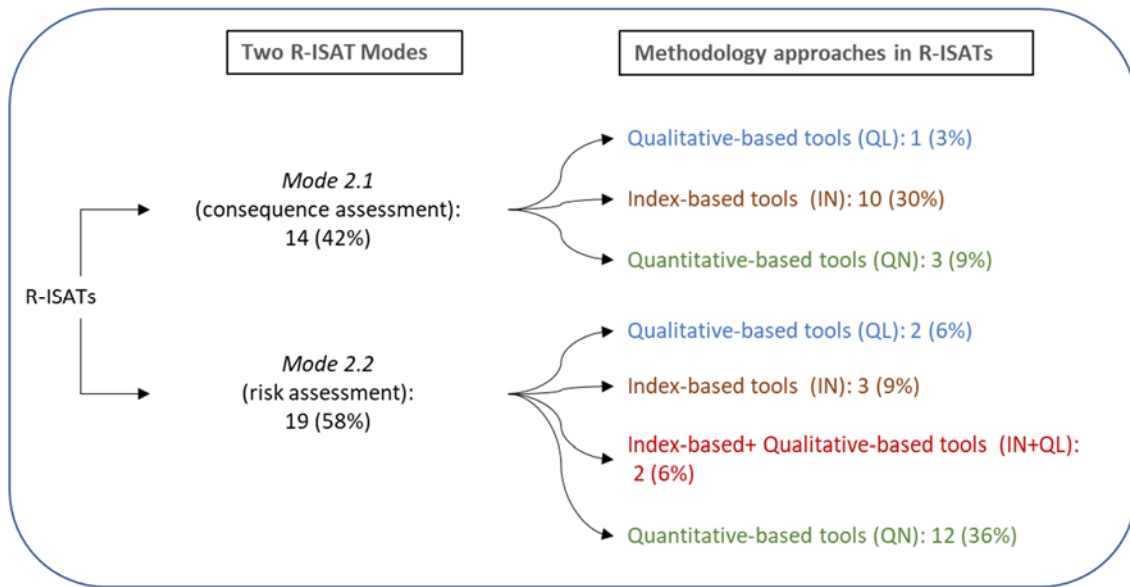 Two R-ISAT Modes
Methodology approaches in R-ISATs
R-ISATs
Mode 2.1
(consequence assessment):
14 (42%)
Qualitative-based tools (QL): 1 (3%)
Index-based tools (IN): 10 (30%)
Quantitative-based tools (QN): 3 (9%)
Mode 2.2
(risk assessment):
19 (58%)
Qualitative-based tools (QL): 2 (6%)
Index-based tools (IN): 3 (9%)
Index-based+ Qualitative-based tools (IN+QL):
2 (6%)
Quantitative-based tools (QN): 12 (36%)